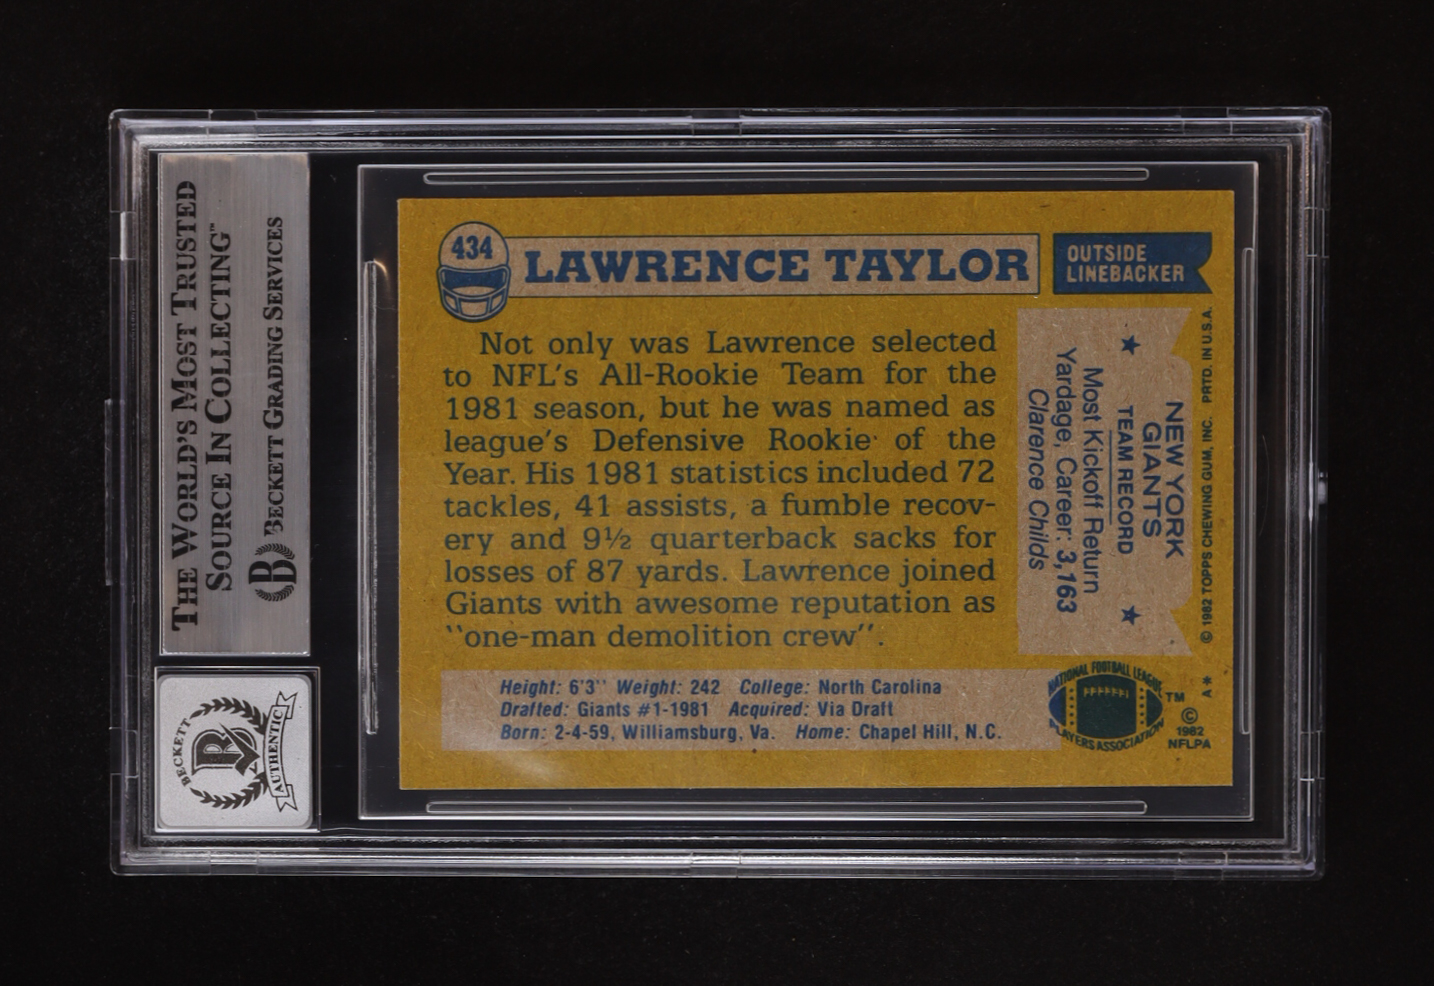 THE WORLD'S MOST TRUSTED
SOURCE IN COLLECTING™
BECKETT GRADING SERVICES
BECKETT
B
AUTHENTIC
434
LAWRENCE TAYLOR
OUTSIDE
LINEBACKER
Not only was Lawrence selected
to NFL's All-Rookie Team for the
1981 season, but he was named as
league's Defensive Rookie of the
Year. His 1981 statistics included 72
tackles, 41 assists, a fumble recov-
ery and 9½ quarterback sacks for
losses of 87 yards. Lawrence joined
Giants with awesome reputation as
''one-man demolition crew''.
NEW YORK
GIANTS
TEAM RECORD
Most Kickoff Return
Yardage, Career: 3,163
Clarence Childs
© 1982 TOPPS CHEWING GUM, INC. PRTD. IN U.S.A.
A*
Height: 6'3'' Weight: 242 College: North Carolina
Drafted: Giants #1-1981 Acquired: Via Draft
Born: 2-4-59, Williamsburg, Va. Home: Chapel Hill, N.C.
NATIONAL FOOTBALL LEAGUE
PLAYERS ASSOCIATION
TM
©
1982
NFLPA